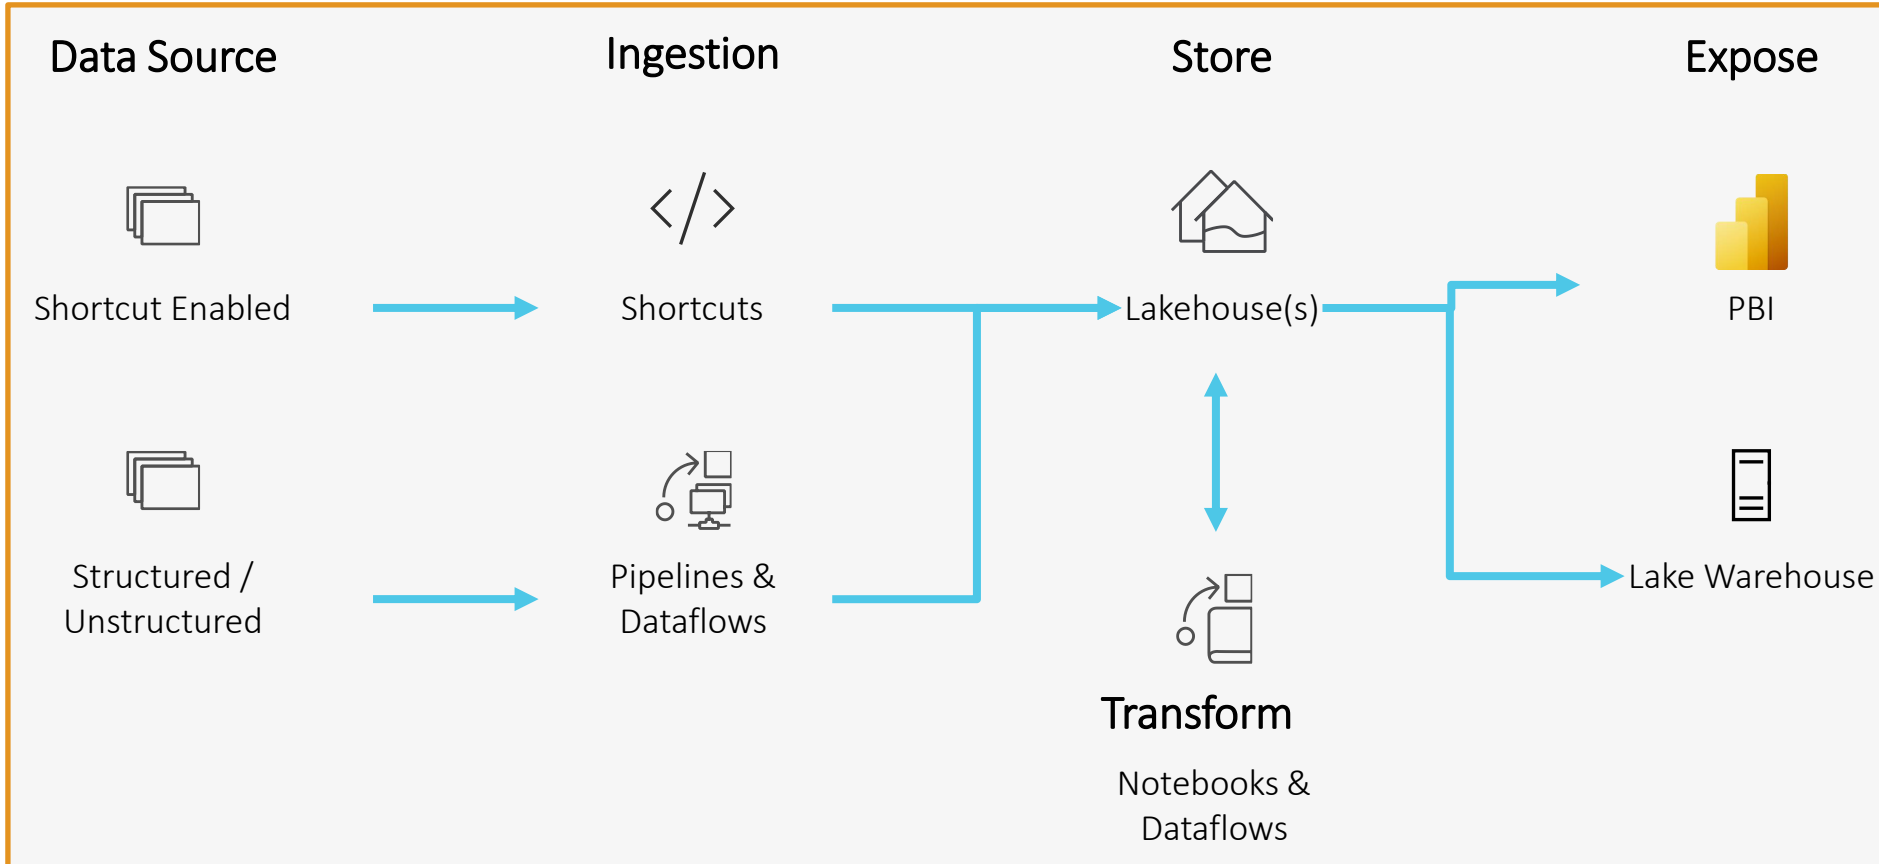 Data Source
Ingestion
Store
Expose
Shortcut Enabled
Shortcuts
Lakehouse(s)
PBI
Structured /
Unstructured
Pipelines &
Dataflows
Lake Warehouse
Transform
Notebooks &
Dataflows